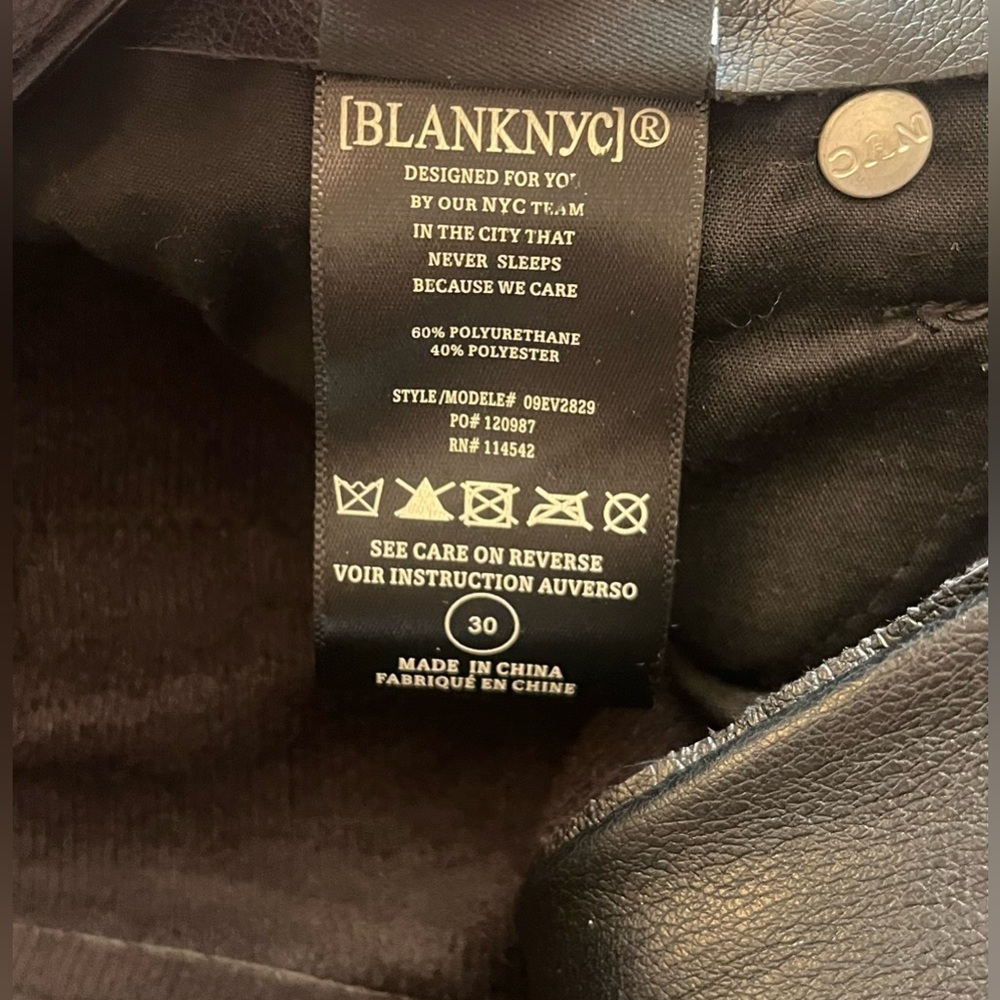 [BLANKNYC]®
DESIGNED FOR YOU
BY OUR NYC TEAM
IN THE CITY THAT
NEVER SLEEPS
BECAUSE WE CARE
60% POLYURETHANE
40% POLYESTER
STYLE/MODELE# 09EV2829
PO# 120987
RN# 114542
SEE CARE ON REVERSE
VOIR INSTRUCTION AUVERSO
30
MADE IN CHINA
FABRIQUÉ EN CHINE
NYC